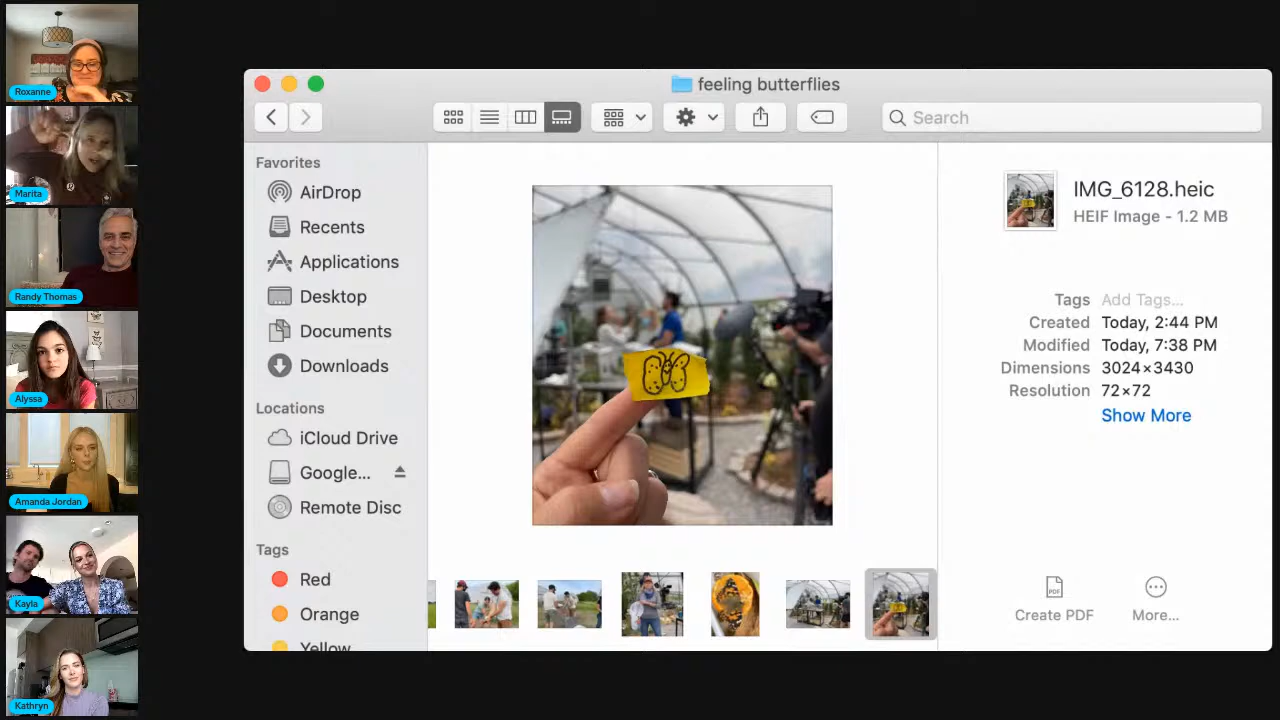 Roxanne
Marita
Randy Thomas
Alyssa
Amanda Jordan
Kayla
Kathryn
feeling butterflies
Search
Favorites
AirDrop
Recents
Applications
Desktop
Documents
Downloads
Locations
iCloud Drive
Google...
Remote Disc
Tags
Red
Orange
Yellow
IMG_6128.heic
HEIF Image - 1.2 MB
Tags Add Tags...
Created Today, 2:44 PM
Modified Today, 7:38 PM
Dimensions 3024×3430
Resolution 72×72
Show More
PDF
Create PDF
More...